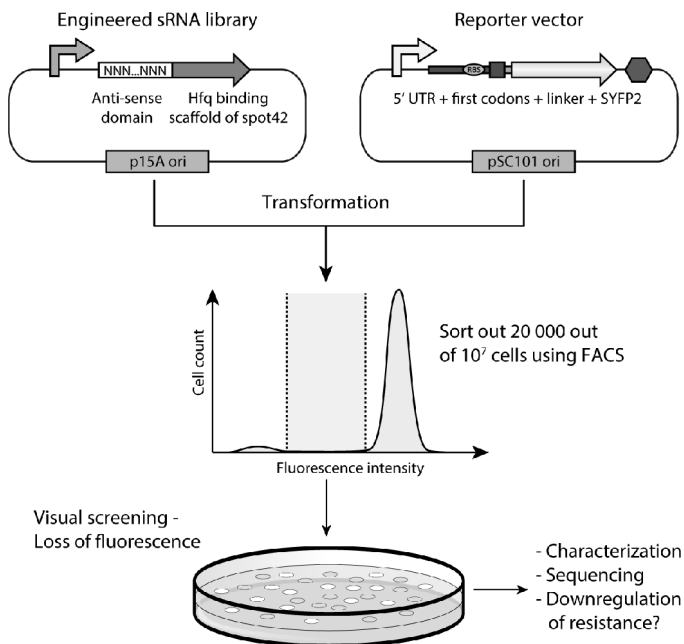 Engineered sRNA library
Reporter vector
NNN...NNN
RBS
Anti-sense
domain
Hfq binding
scaffold of spot42
5' UTR + first codons + linker + SYFP2
p15A ori
pSC101 ori
Transformation
Cell count
Sort out 20 000 out
of 10⁷ cells using FACS
Fluorescence intensity
Visual screening -
Loss of fluorescence
- Characterization
- Sequencing
- Downregulation
of resistance?